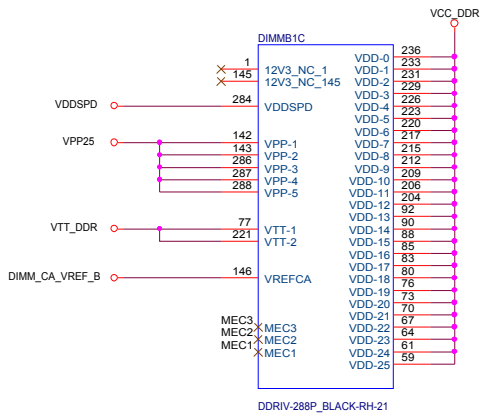 VCC_DDR
DIMMB1C
1 12V3_NC_1 VDD-0 236
145 12V3_NC_145 VDD-1 233
VDD-2 231
VDD-3 229
VDDSPD 284 VDDSPD VDD-4 226
VDD-5 223
VDD-6 220
VPP25 142 VPP-1 VDD-7 217
143 VPP-2 VDD-8 215
286 VPP-3 VDD-9 212
287 VPP-4 VDD-10 209
288 VPP-5 VDD-11 206
VDD-12 204
VDD-13 92
VTT_DDR 77 VTT-1 VDD-14 90
221 VTT-2 VDD-15 88
VDD-16 85
VDD-17 83
DIMM_CA_VREF_B 146 VREFCA VDD-18 80
VDD-19 76
VDD-20 73
VDD-21 70
MEC3 MEC3 VDD-22 67
MEC2 MEC2 VDD-23 64
MEC1 MEC1 VDD-24 61
VDD-25 59
DDRIV-288P_BLACK-RH-21